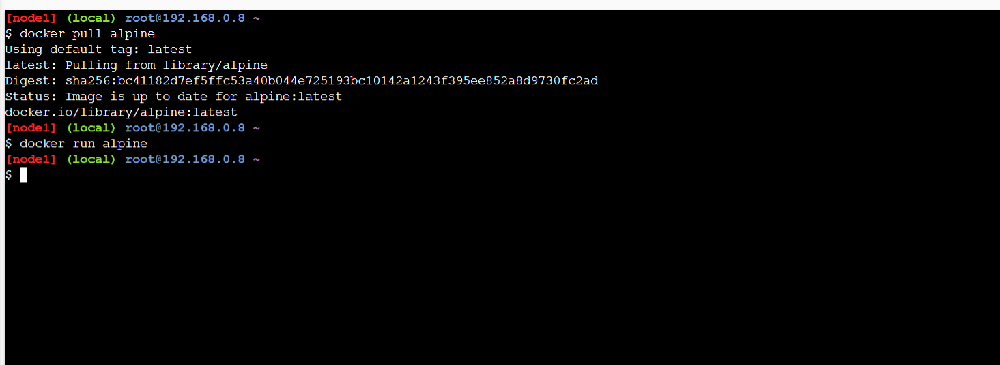 [node1] (local) root@192.168.0.8 ~
$ docker pull alpine
Using default tag: latest
latest: Pulling from library/alpine
Digest: sha256:bc41182d7ef5ffc53a40b044e725193bc10142a1243f395ee852a8d9730fc2ad
Status: Image is up to date for alpine:latest
docker.io/library/alpine:latest
[node1] (local) root@192.168.0.8 ~
$ docker run alpine
[node1] (local) root@192.168.0.8 ~
$